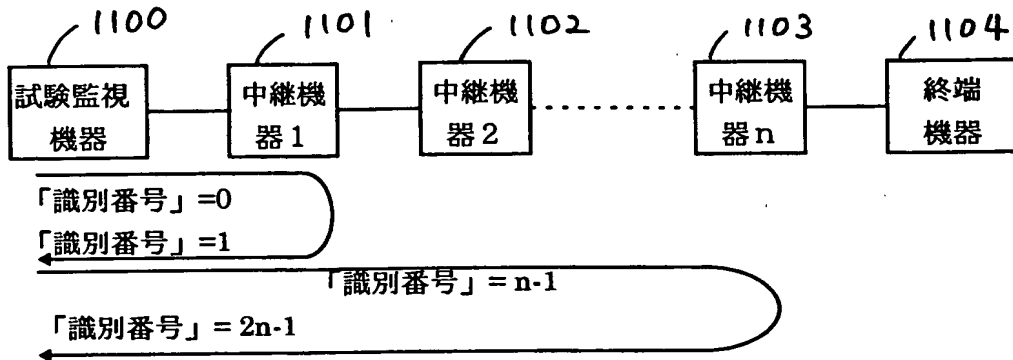 1100
1101
1102
1103
1104
試験監視
機器
中継機
器1
中継機
器2
中継機
器n
終端
機器
「識別番号」=0
「識別番号」=1
「識別番号」= n-1
「識別番号」= 2n-1